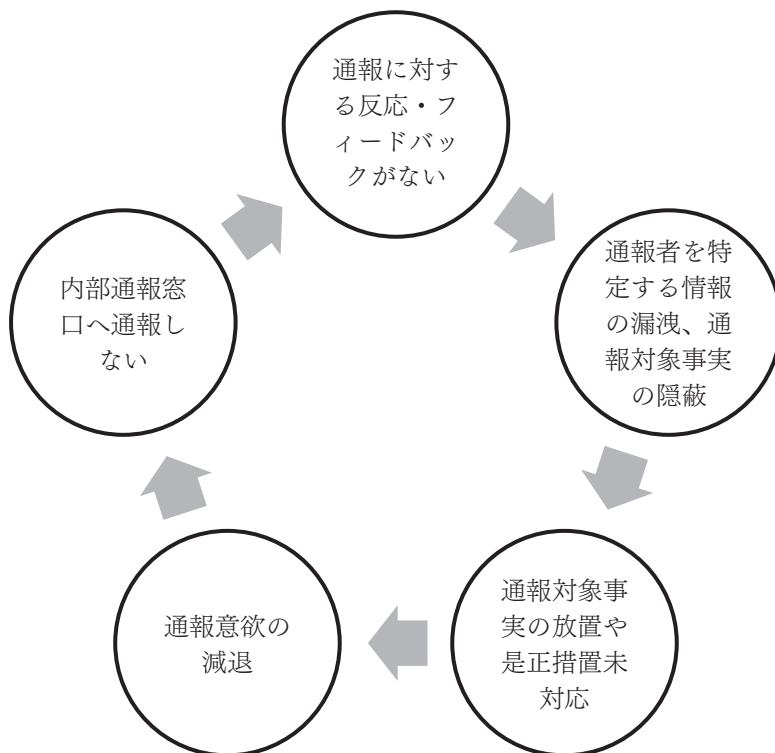 通報に対す
る反応・フ
ィードバッ
クがない
通報者を特
定する情報
の漏洩、通
報対象事実
の隠蔽
通報対象事
実の放置や
是正措置未
対応
通報意欲の
減退
内部通報窓
口へ通報し
ない